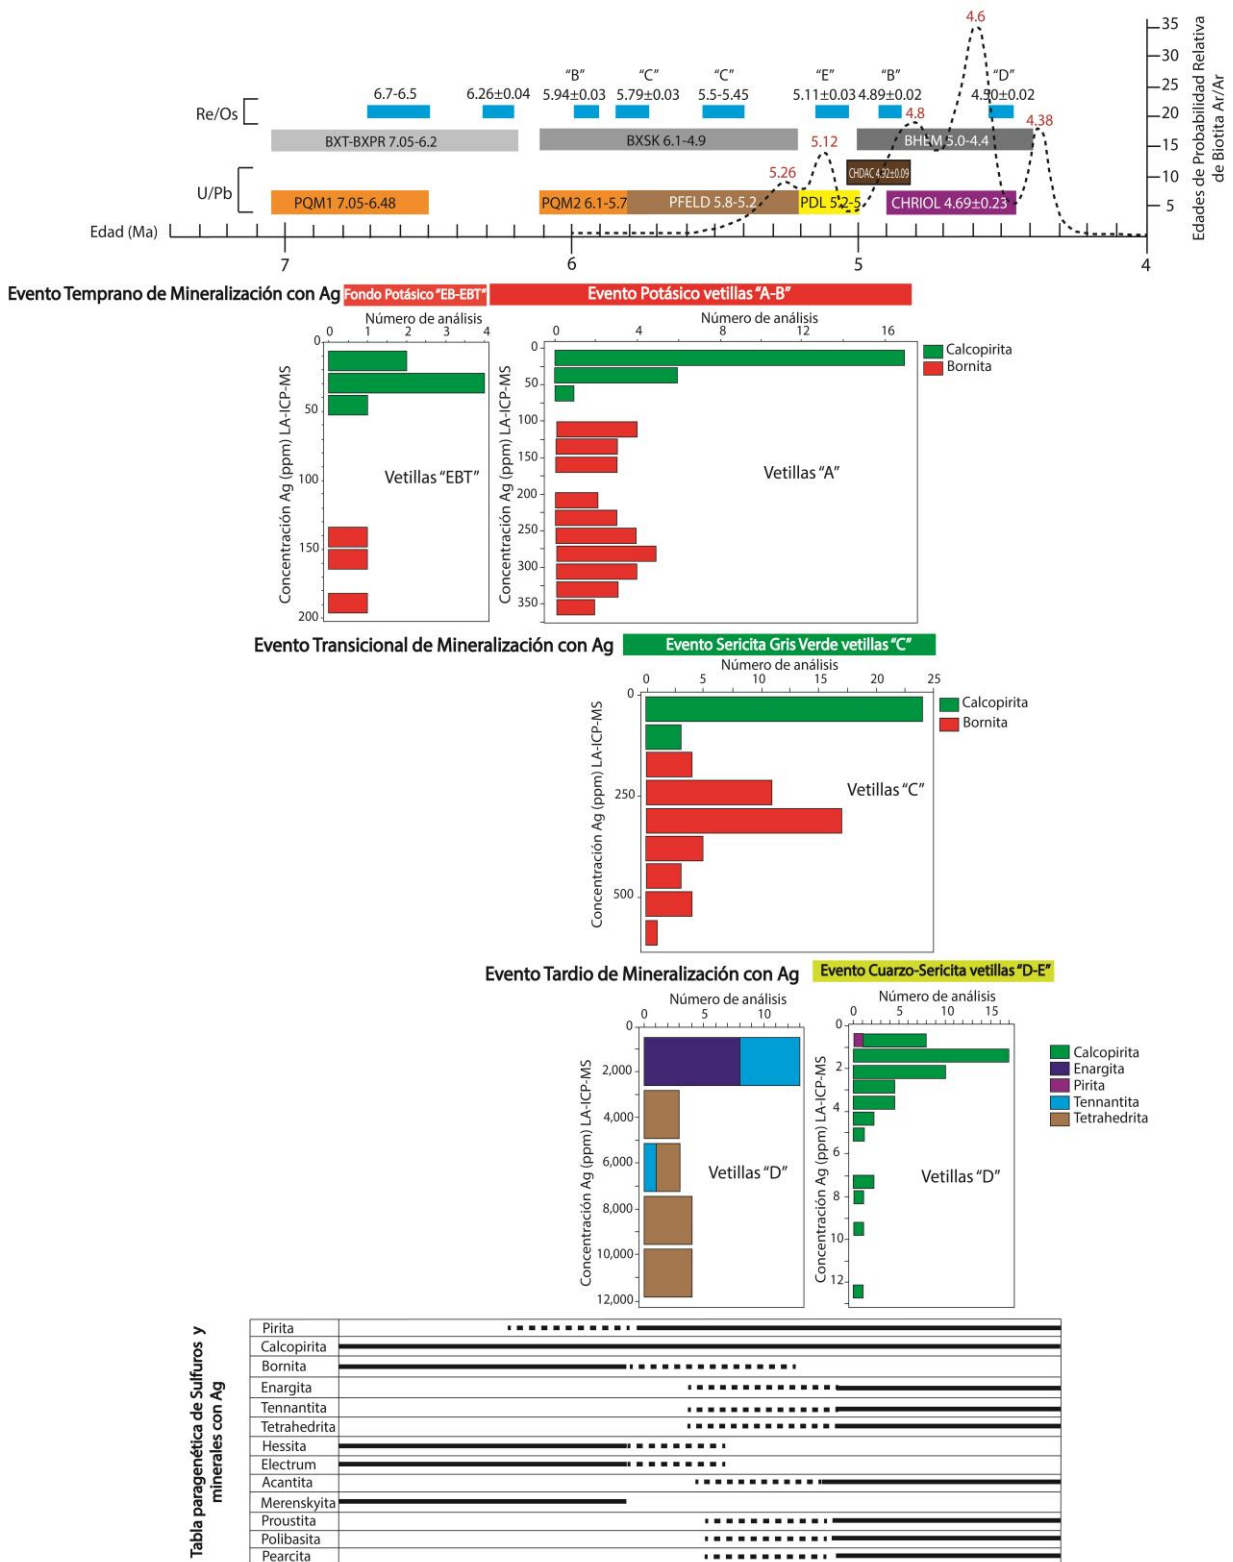 4.6
35
30
25
20
15
10
5
Edades de Probabilidad Relativa
de Biotita Ar/Ar
"B" "C" "C" "E" "B" "D"
6.7-6.5 6.26±0.04 5.94±0.03 5.79±0.03 5.5-5.45 5.11±0.03 4.89±0.02 4.50±0.02
Re/Os
4.8 4.38
BXT-BXPR 7.05-6.2 BXSK 6.1-4.9 5.12 BHEM 5.0-4.4
5.26 CHDAC 4.92±0.09
U/Pb
PQM1 7.05-6.48 PQM2 6.1-5.7 PFELD 5.8-5.2 PDL 5.2-5 CHRIOL 4.69±0.23
Edad (Ma)
7 6 5 4
Evento Temprano de Mineralización con Ag Fondo Potásico "EB-EBT" Evento Potásico vetillas "A-B"
Número de análisis
0 1 2 3 4
Concentración Ag (ppm) LA-ICP-MS
0
50
100
150
200
Vetillas "EBT"
Número de análisis
0 4 8 12 16
Concentración Ag (ppm) LA-ICP-MS
0
50
100
150
200
250
300
350
Vetillas "A"
Calcopirita
Bornita
Evento Transicional de Mineralización con Ag Evento Sericita Gris Verde vetillas "C"
Número de análisis
0 5 10 15 20 25
Concentración Ag (ppm) LA-ICP-MS
0
250
500
Vetillas "C"
Calcopirita
Bornita
Evento Tardio de Mineralización con Ag Evento Cuarzo-Sericita vetillas "D-E"
Número de análisis
0 5 10
Concentración Ag (ppm) LA-ICP-MS
0
2,000
4,000
6,000
8,000
10,000
12,000
Vetillas "D"
Número de análisis
0 5 10 15
Concentración Ag (ppm) LA-ICP-MS
0
2
4
6
8
10
12
Vetillas "D"
Calcopirita
Enargita
Pirita
Tennantita
Tetrahedrita
Tabla paragenética de Sulfuros y
minerales con Ag
Pirita
Calcopirita
Bornita
Enargita
Tennantita
Tetrahedrita
Hessita
Electrum
Acantita
Merenskyita
Proustita
Polibasita
Pearcita